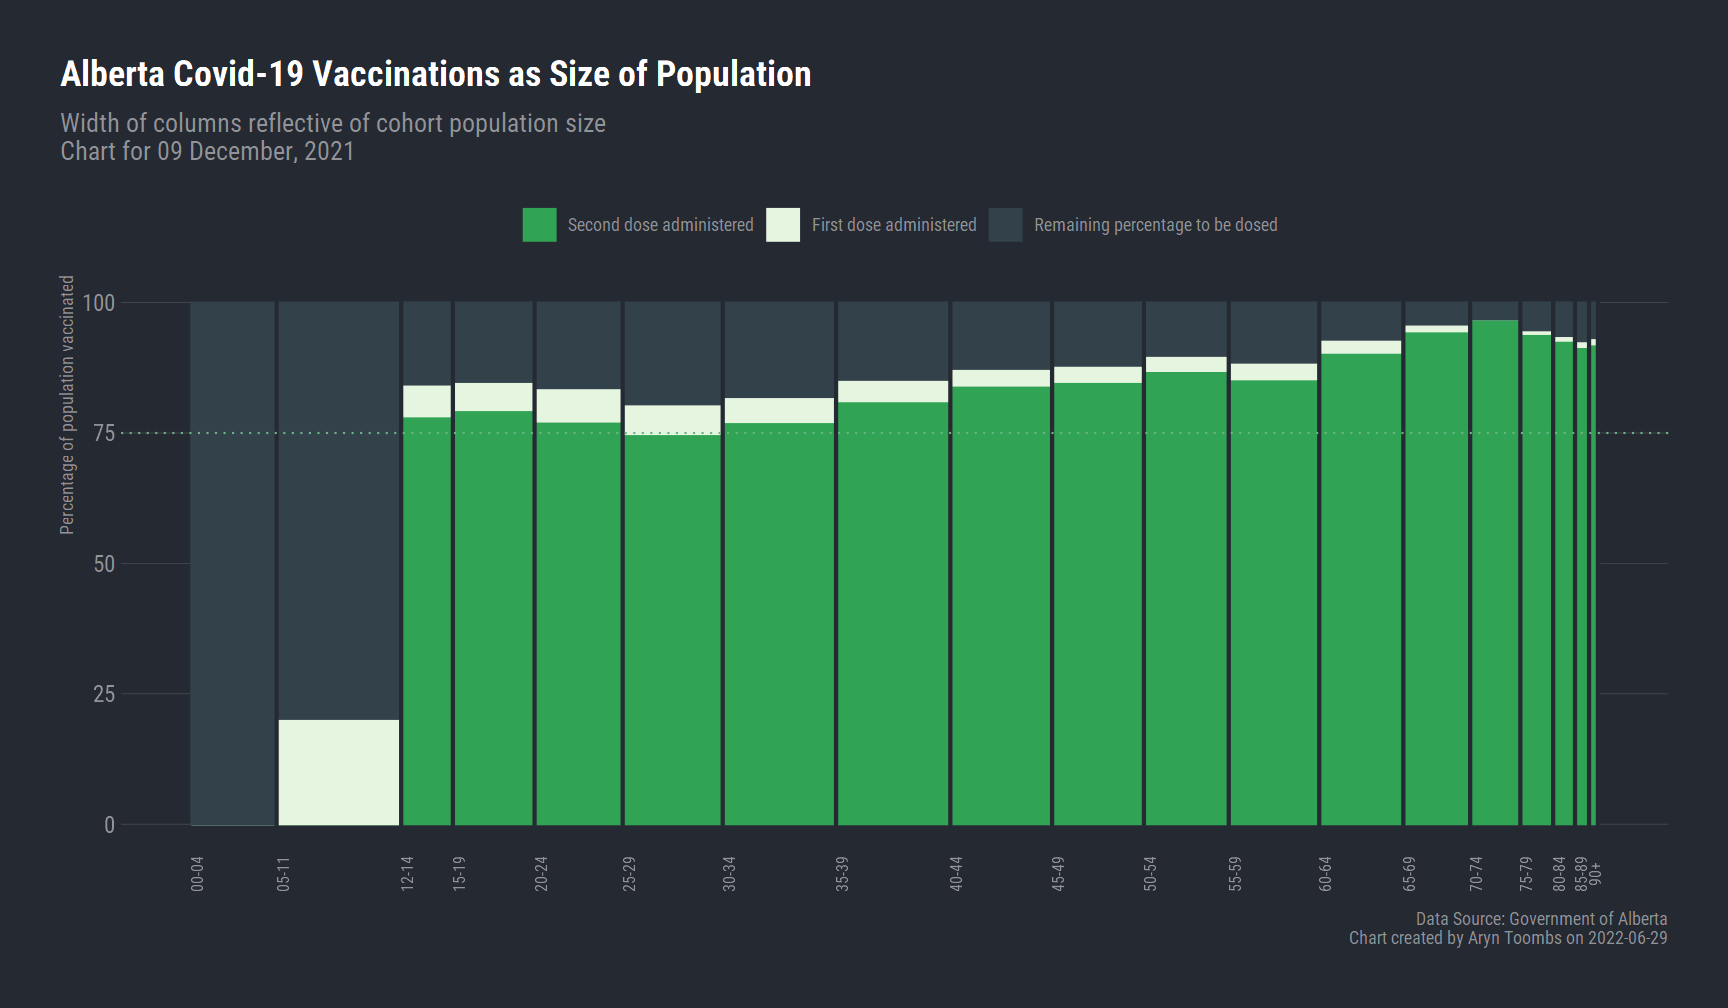 Alberta Covid-19 Vaccinations as Size of Population
Width of columns reflective of cohort population size
Chart for 09 December, 2021
Second dose administered
First dose administered
Remaining percentage to be dosed
Percentage of population vaccinated
100
75
50
25
0
00-04
05-11
12-14
15-19
20-24
25-29
30-34
35-39
40-44
45-49
50-54
55-59
60-64
65-69
70-74
75-79
80-84
85-89
90+
Data Source: Government of Alberta
Chart created by Aryn Toombs on 2022-06-29